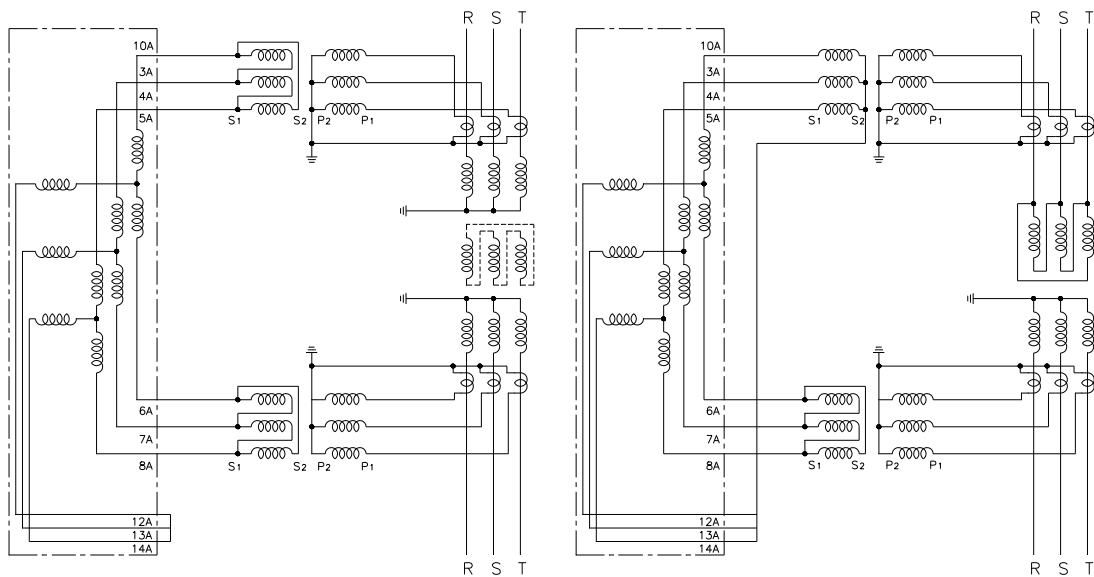 R S T
10A
3A
4A
5A
S1 S2 P2 P1
6A
7A
8A
S1 S2 P2 P1
12A
13A
14A
R S T
R S T
10A
3A
4A
5A
S1 S2 P2 P1
6A
7A
8A
S1 S2 P2 P1
12A
13A
14A
R S T